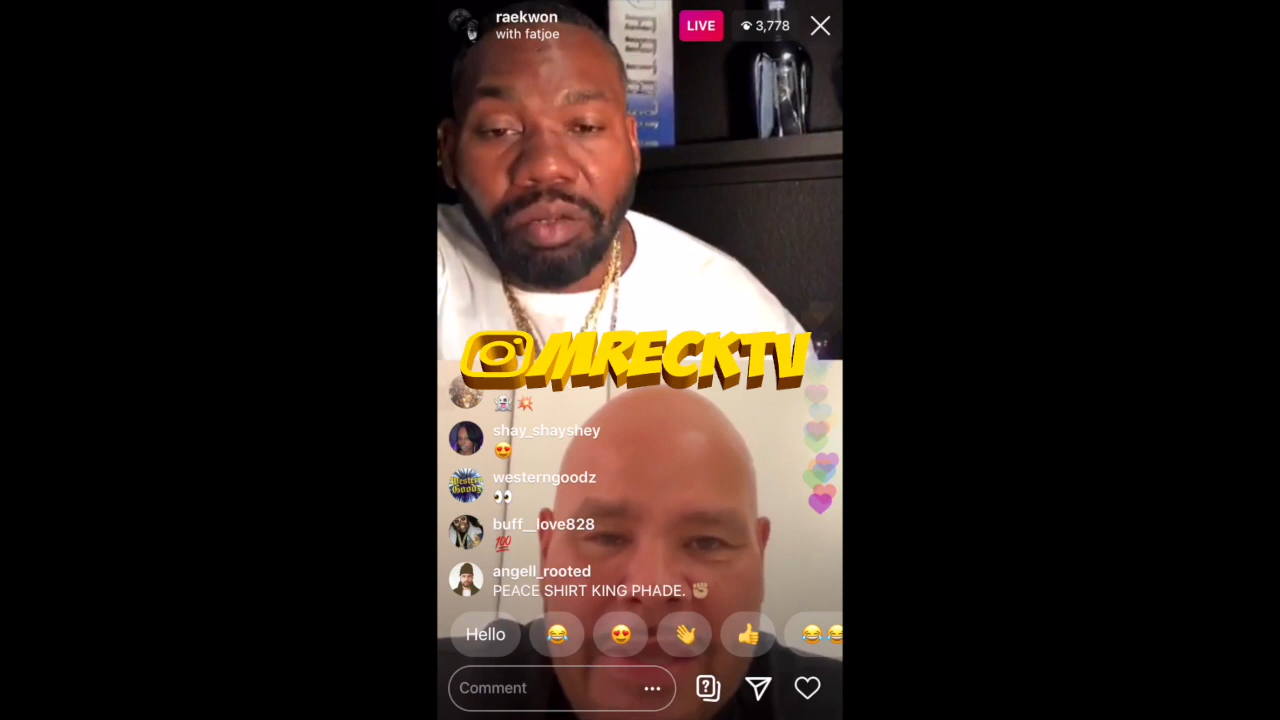 raekwon
with fatjoe
LIVE
3,778
@MRECKTV
shay_shayshey
westerngoodz
buff__love828
angell_rooted
PEACE SHIRT KING PHADE. ✊🏼
Hello
Comment